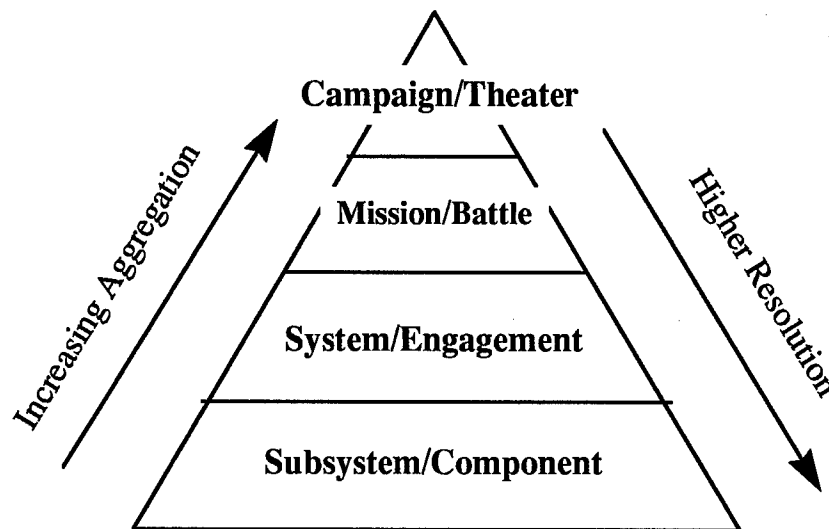 Campaign/Theater
Increasing Aggregation
Higher Resolution
Mission/Battle
System/Engagement
Subsystem/Component